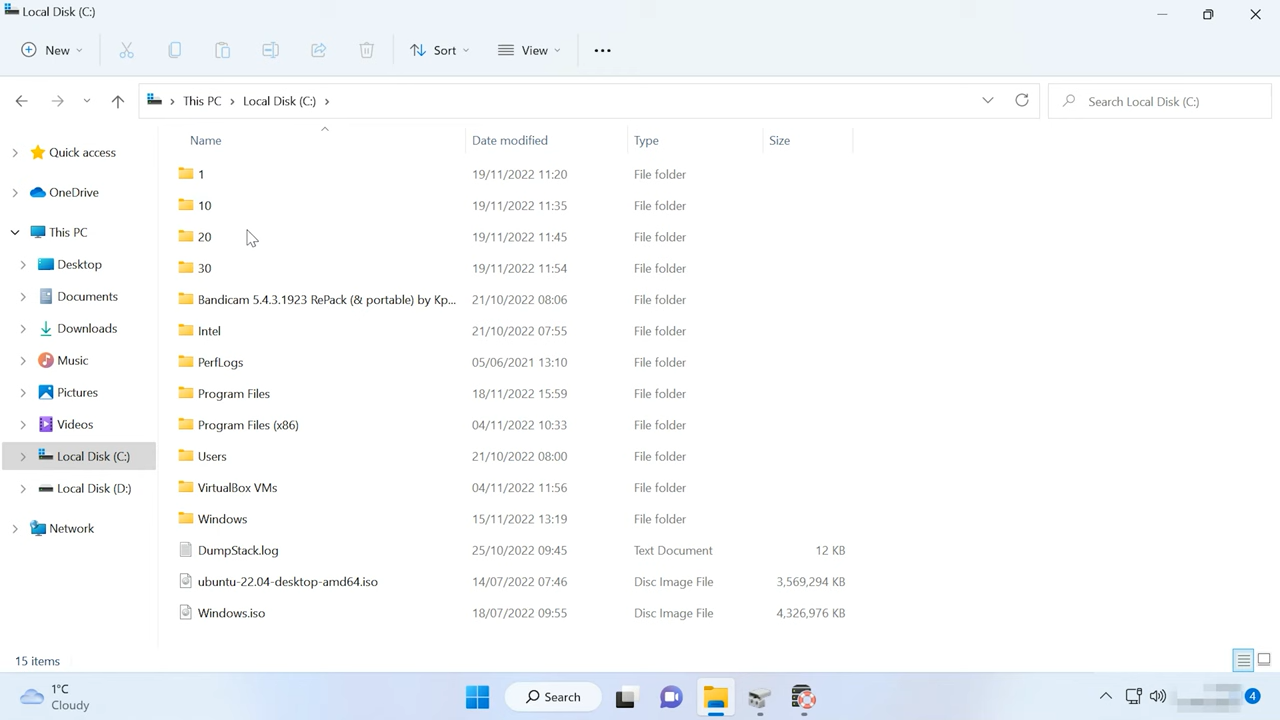 Local Disk (C:)
New
Sort
View
This PC
Local Disk (C:)
Search Local Disk (C:)
Name Date modified Type Size
Quick access
OneDrive
This PC
Desktop
Documents
Downloads
Music
Pictures
Videos
Local Disk (C:)
Local Disk (D:)
Network
1 19/11/2022 11:20 File folder
10 19/11/2022 11:35 File folder
20 19/11/2022 11:45 File folder
30 19/11/2022 11:54 File folder
Bandicam 5.4.3.1923 RePack (& portable) by Kp... 21/10/2022 08:06 File folder
Intel 21/10/2022 07:55 File folder
PerfLogs 05/06/2021 13:10 File folder
Program Files 18/11/2022 15:59 File folder
Program Files (x86) 04/11/2022 10:33 File folder
Users 21/10/2022 08:00 File folder
VirtualBox VMs 04/11/2022 11:56 File folder
Windows 15/11/2022 13:19 File folder
DumpStack.log 25/10/2022 09:45 Text Document 12 KB
ubuntu-22.04-desktop-amd64.iso 14/07/2022 07:46 Disc Image File 3,569,294 KB
Windows.iso 18/07/2022 09:55 Disc Image File 4,326,976 KB
15 items
1°C
Cloudy
Search
4